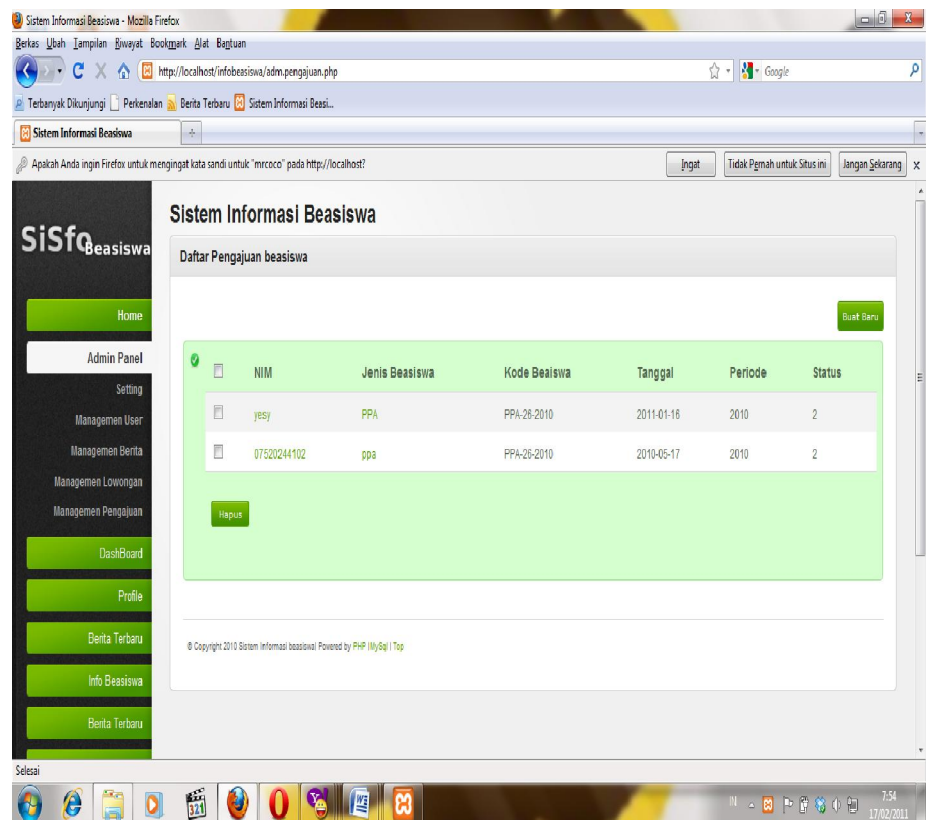 Sistem Informasi Beasiswa - Mozilla Firefox
Berkas Ubah Tampilan Riwayat Bookmark Alat Bantuan
http://localhost/infobeasiswa/adm.pengajuan.php
Google
Terbanyak Dikunjungi Perkenalan Berita Terbaru Sistem Informasi Beasi...
Sistem Informasi Beasiswa
Apakah Anda ingin Firefox untuk mengingat kata sandi untuk "mrcoco" pada http://localhost? Ingat Tidak Pernah untuk Situs ini Jangan Sekarang x
SiSfo Beasiswa
Home
Admin Panel
Setting
Managemen User
Managemen Berita
Managemen Lowongan
Managemen Pengajuan
DashBoard
Profile
Berita Terbaru
Info Beasiswa
Berita Terbaru
Sistem Informasi Beasiswa
Daftar Pengajuan beasiswa
Buat Baru
NIM Jenis Beasiswa Kode Beaiswa Tanggal Periode Status
yesy PPA PPA-26-2010 2011-01-16 2010 2
07520244102 ppa PPA-26-2010 2010-05-17 2010 2
Hapus
© Copyright 2010 Sistem Informasi beasiswa| Powered by PHP |MySql | Top
Selesai
IN
7:54
17/02/2011